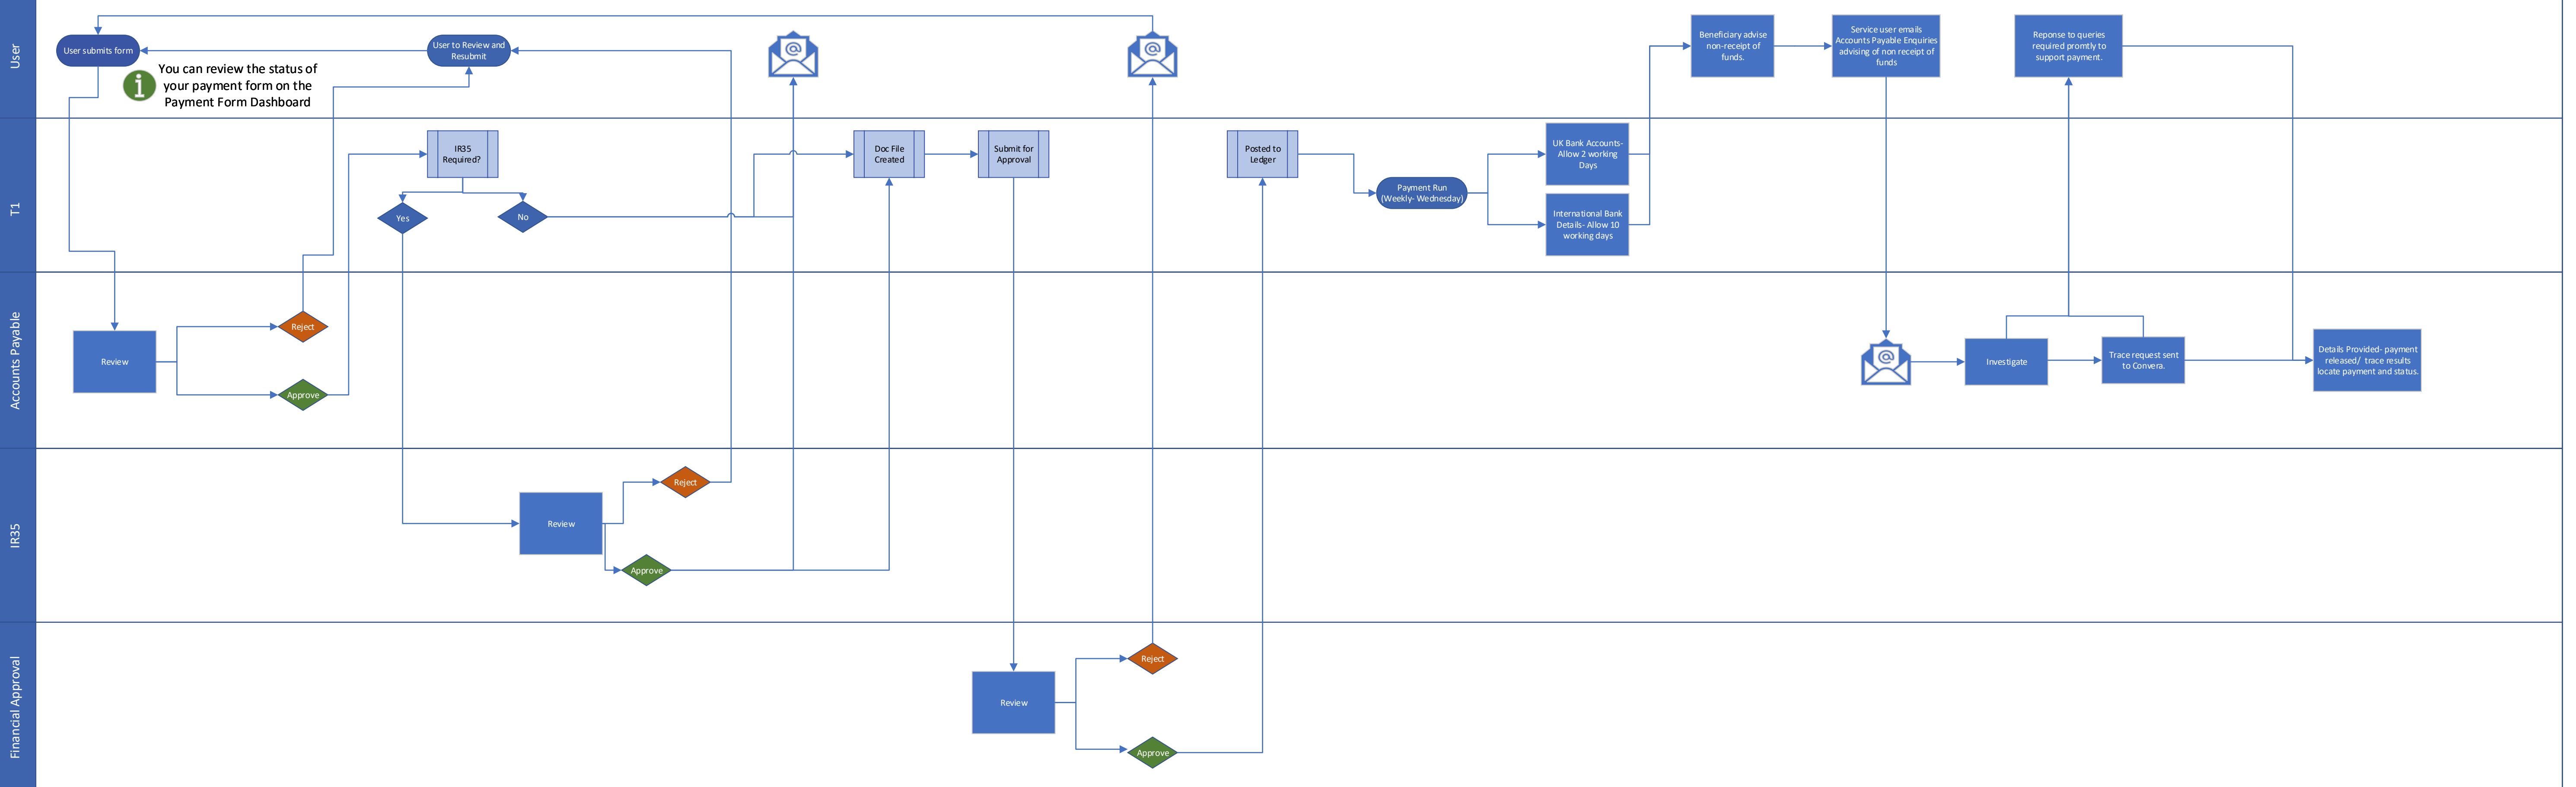 User
User submits form
You can review the status of
your payment form on the
Payment Form Dashboard
User to Review and
Resubmit
Beneficiary advise
non-receipt of
funds.
Service user emails
Accounts Payable Enquiries
advising of non receipt of
funds
Reponse to queries
required promtly to
support payment.
T1
IR35
Required?
Yes
No
Doc File
Created
Submit for
Approval
Posted to
Ledger
Payment Run
(Weekly- Wednesday)
UK Bank Accounts-
Allow 2 working
Days
International Bank
Details- Allow 10
working days
Accounts Payable
Review
Reject
Approve
Investigate
Trace request sent
to Convera.
Details Provided- payment
released/ trace results
locate payment and status.
IR35
Review
Reject
Approve
Financial Approval
Review
Reject
Approve